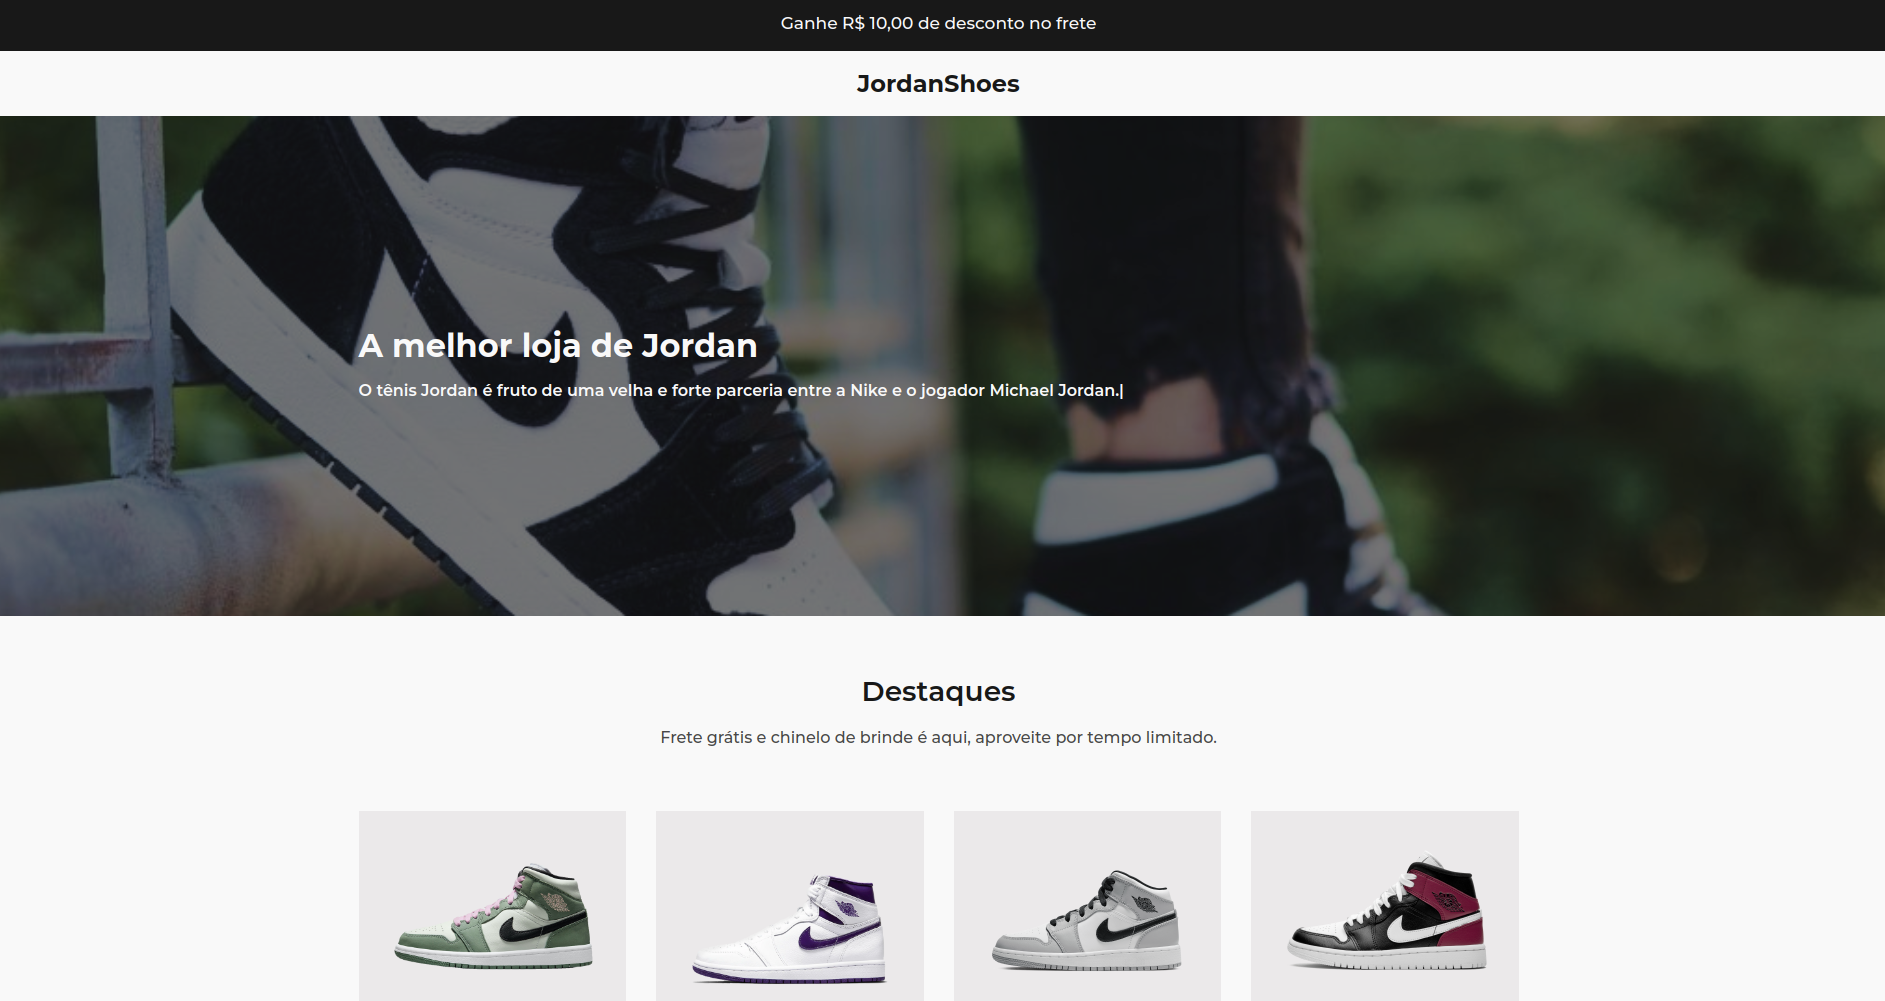 Ganhe R$ 10,00 de desconto no frete
JordanShoes
A melhor loja de Jordan
O tênis Jordan é fruto de uma velha e forte parceria entre a Nike e o jogador Michael Jordan.|
Destaques
Frete grátis e chinelo de brinde é aqui, aproveite por tempo limitado.